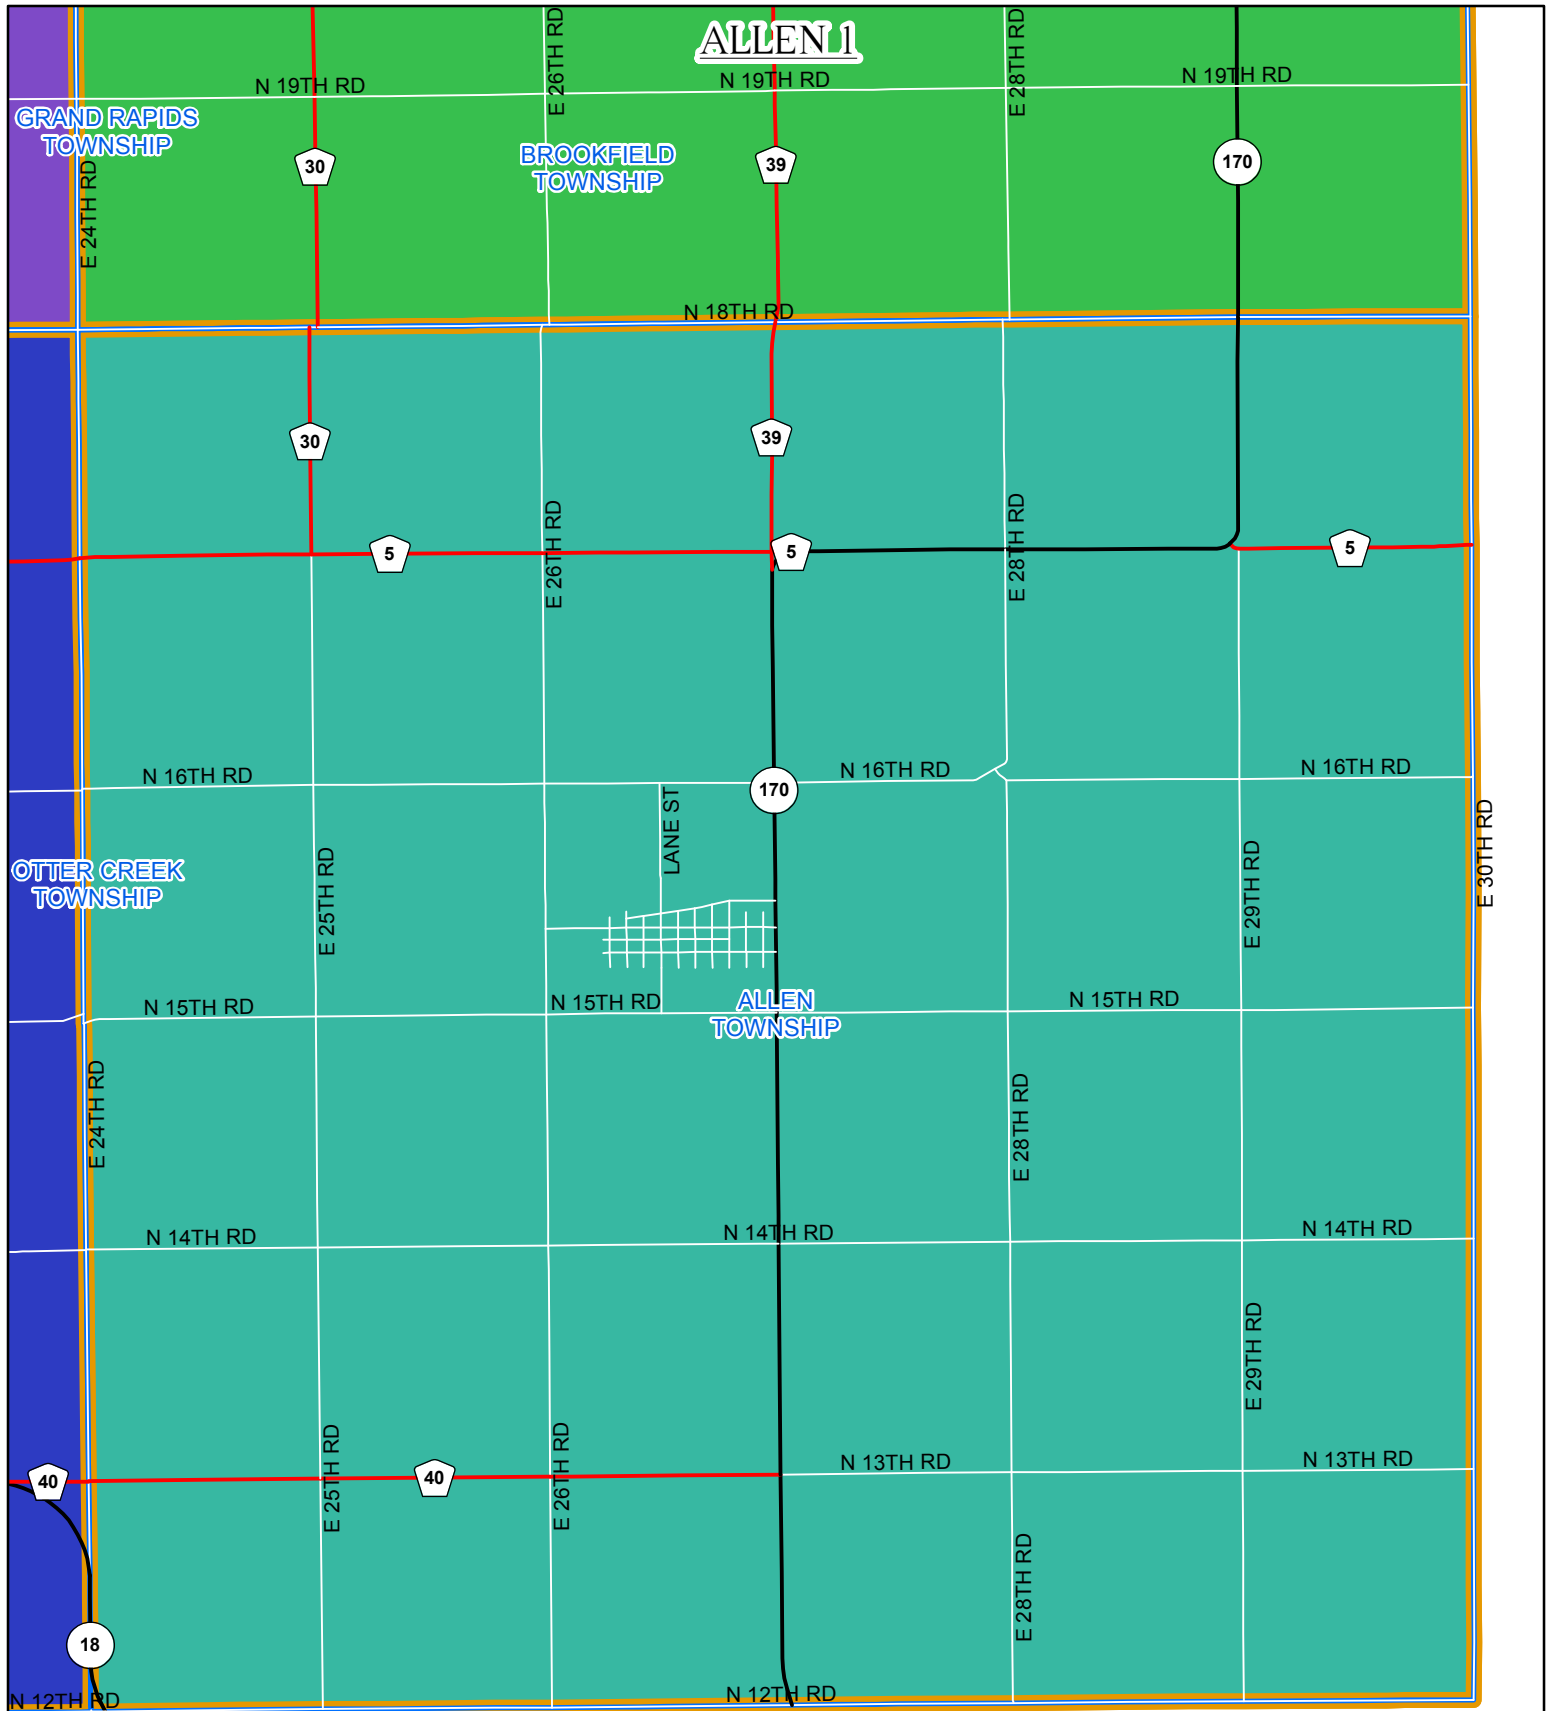 ALLEN 1
E 26TH RD
E 28TH RD
N 19TH RD
N 19TH RD
N 19TH RD
GRAND RAPIDS
TOWNSHIP
BROOKFIELD
TOWNSHIP
30
39
170
E 24TH RD
N 18TH RD
30
39
E 26TH RD
E 28TH RD
5
5
5
N 16TH RD
N 16TH RD
N 16TH RD
170
LANE ST
E 30TH RD
OTTER CREEK
TOWNSHIP
E 25TH RD
E 29TH RD
N 15TH RD
N 15TH RD
ALLEN
TOWNSHIP
N 15TH RD
E 24TH RD
E 28TH RD
N 14TH RD
N 14TH RD
N 14TH RD
E 29TH RD
40
40
E 25TH RD
E 26TH RD
N 13TH RD
N 13TH RD
E 28TH RD
18
N 12TH RD
N 12TH RD